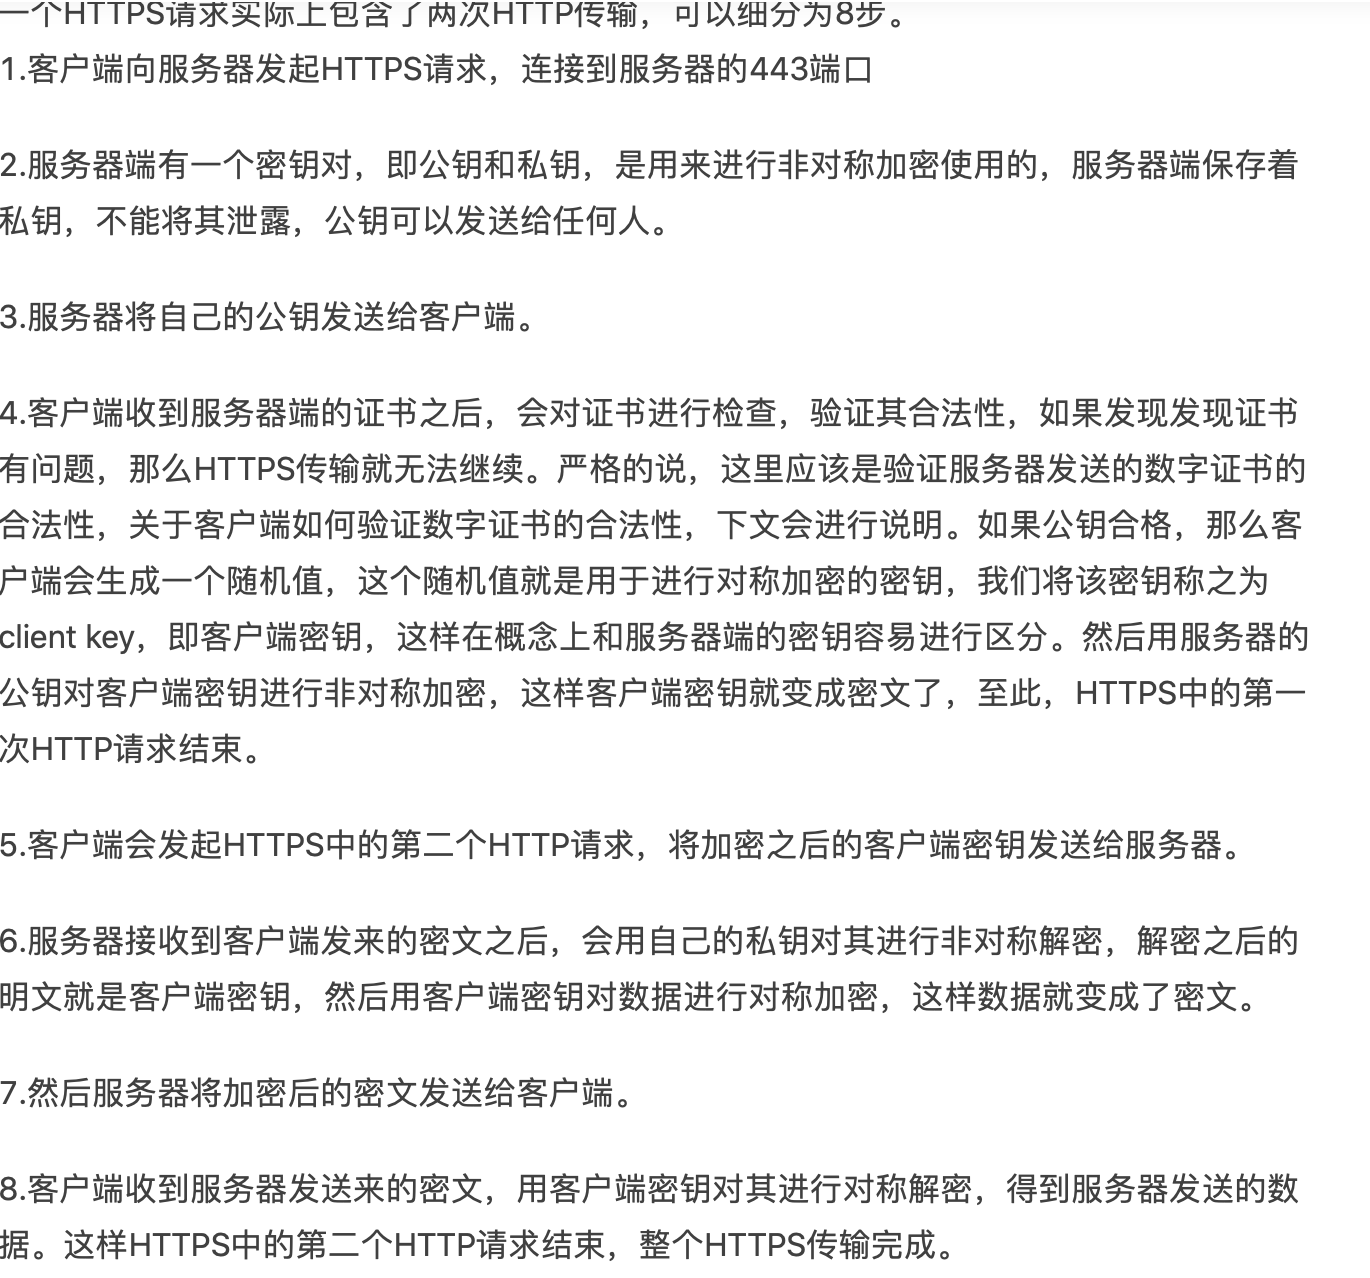 一个HTTPS请求实际上包含了两次HTTP传输，可以细分为8步。
1.客户端向服务器发起HTTPS请求，连接到服务器的443端口
2.服务器端有一个密钥对，即公钥和私钥，是用来进行非对称加密使用的，服务器端保存着
私钥，不能将其泄露，公钥可以发送给任何人。
3.服务器将自己的公钥发送给客户端。
4.客户端收到服务器端的证书之后，会对证书进行检查，验证其合法性，如果发现发现证书
有问题，那么HTTPS传输就无法继续。严格的说，这里应该是验证服务器发送的数字证书的
合法性，关于客户端如何验证数字证书的合法性，下文会进行说明。如果公钥合格，那么客
户端会生成一个随机值，这个随机值就是用于进行对称加密的密钥，我们将该密钥称之为
client key，即客户端密钥，这样在概念上和服务器端的密钥容易进行区分。然后用服务器的
公钥对客户端密钥进行非对称加密，这样客户端密钥就变成密文了，至此，HTTPS中的第一
次HTTP请求结束。
5.客户端会发起HTTPS中的第二个HTTP请求，将加密之后的客户端密钥发送给服务器。
6.服务器接收到客户端发来的密文之后，会用自己的私钥对其进行非对称解密，解密之后的
明文就是客户端密钥，然后用客户端密钥对数据进行对称加密，这样数据就变成了密文。
7.然后服务器将加密后的密文发送给客户端。
8.客户端收到服务器发送来的密文，用客户端密钥对其进行对称解密，得到服务器发送的数
据。这样HTTPS中的第二个HTTP请求结束，整个HTTPS传输完成。